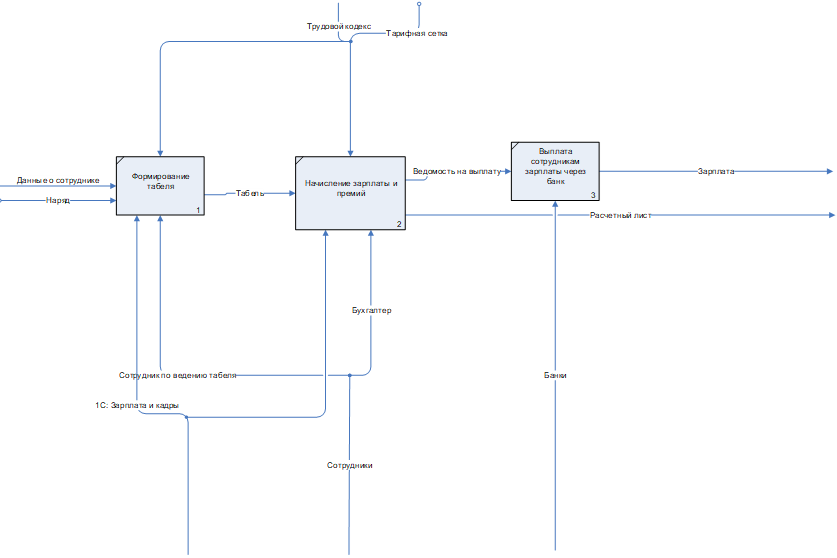 Трудовой кодекс
Тарифная сетка
Данные о сотруднике
Наряд
Формирование
табеля
1
Табель
Начисление зарплаты и
премий
2
Ведомость на выплату
Выплата
сотрудникам
зарплаты через
банк
3
Зарплата
Расчетный лист
Бухгалтер
Сотрудник по ведению табеля
Банки
1С: Зарплата и кадры
Сотрудники